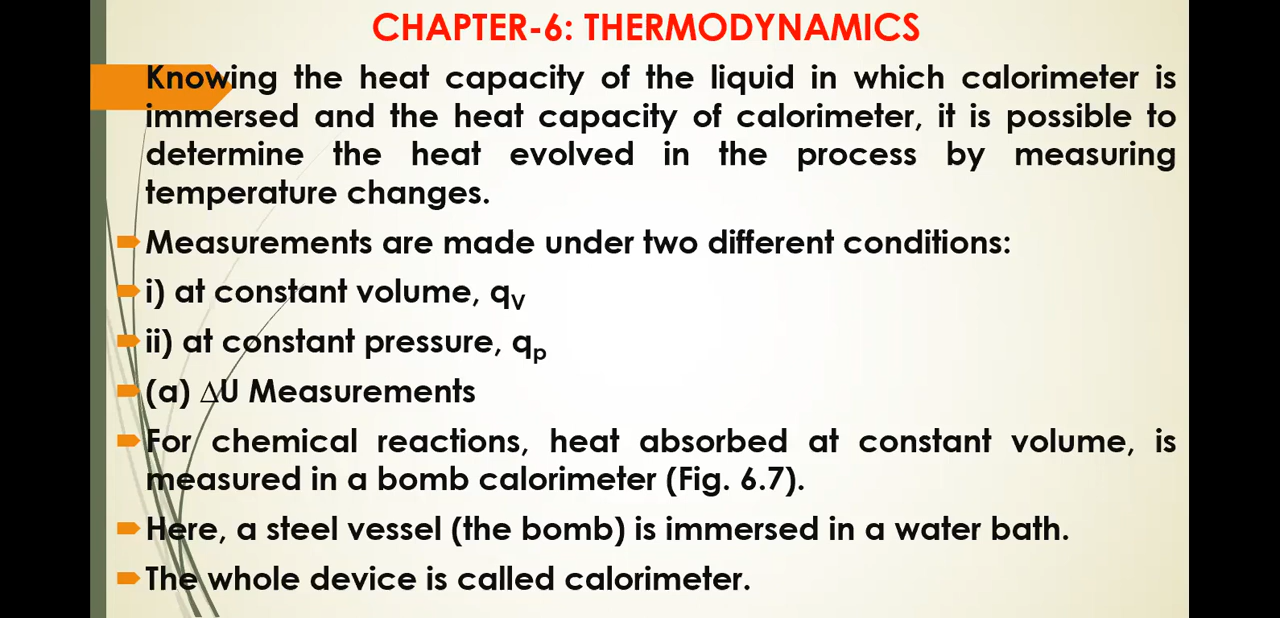 CHAPTER-6: THERMODYNAMICS
Knowing the heat capacity of the liquid in which calorimeter is
immersed and the heat capacity of calorimeter, it is possible to
determine the heat evolved in the process by measuring
temperature changes.
Measurements are made under two different conditions:
i) at constant volume, qV
ii) at constant pressure, qp
(a) ∆U Measurements
For chemical reactions, heat absorbed at constant volume, is
measured in a bomb calorimeter (Fig. 6.7).
Here, a steel vessel (the bomb) is immersed in a water bath.
The whole device is called calorimeter.